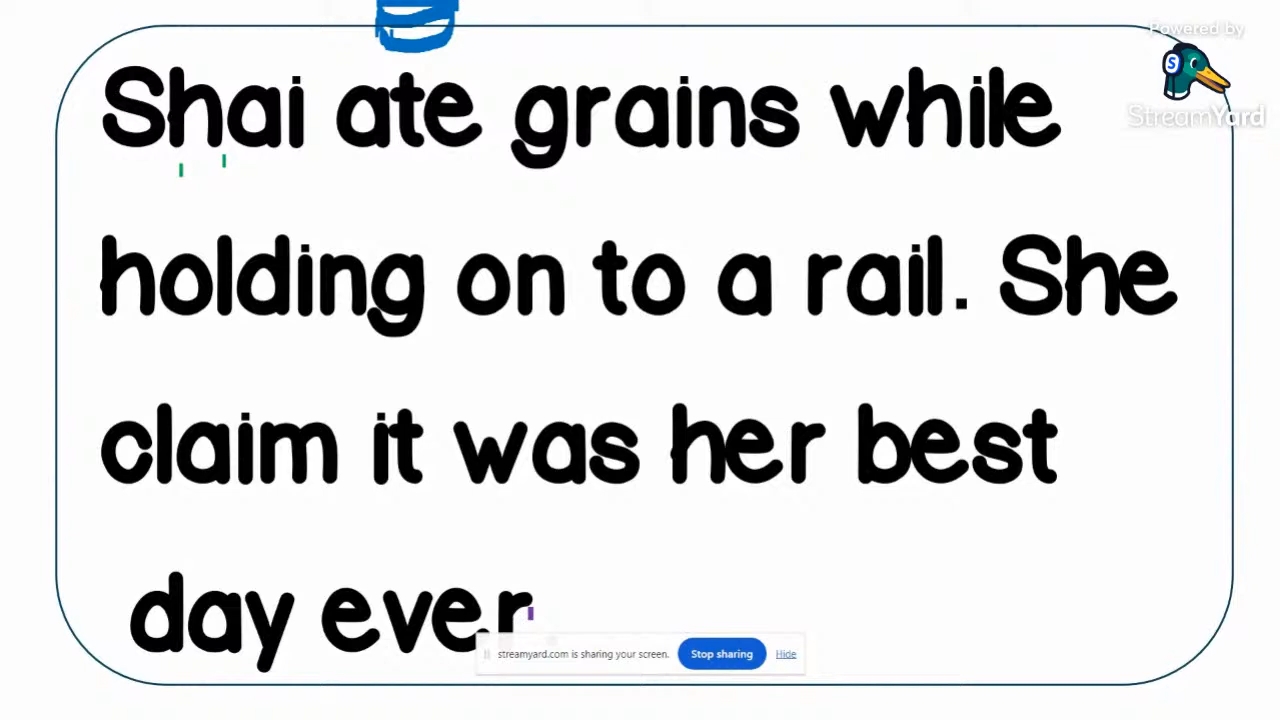 Powered by
StreamYard
Shai ate grains while
holding on to a rail. She
claim it was her best
day ever
streamyard.com is sharing your screen. Stop sharing Hide